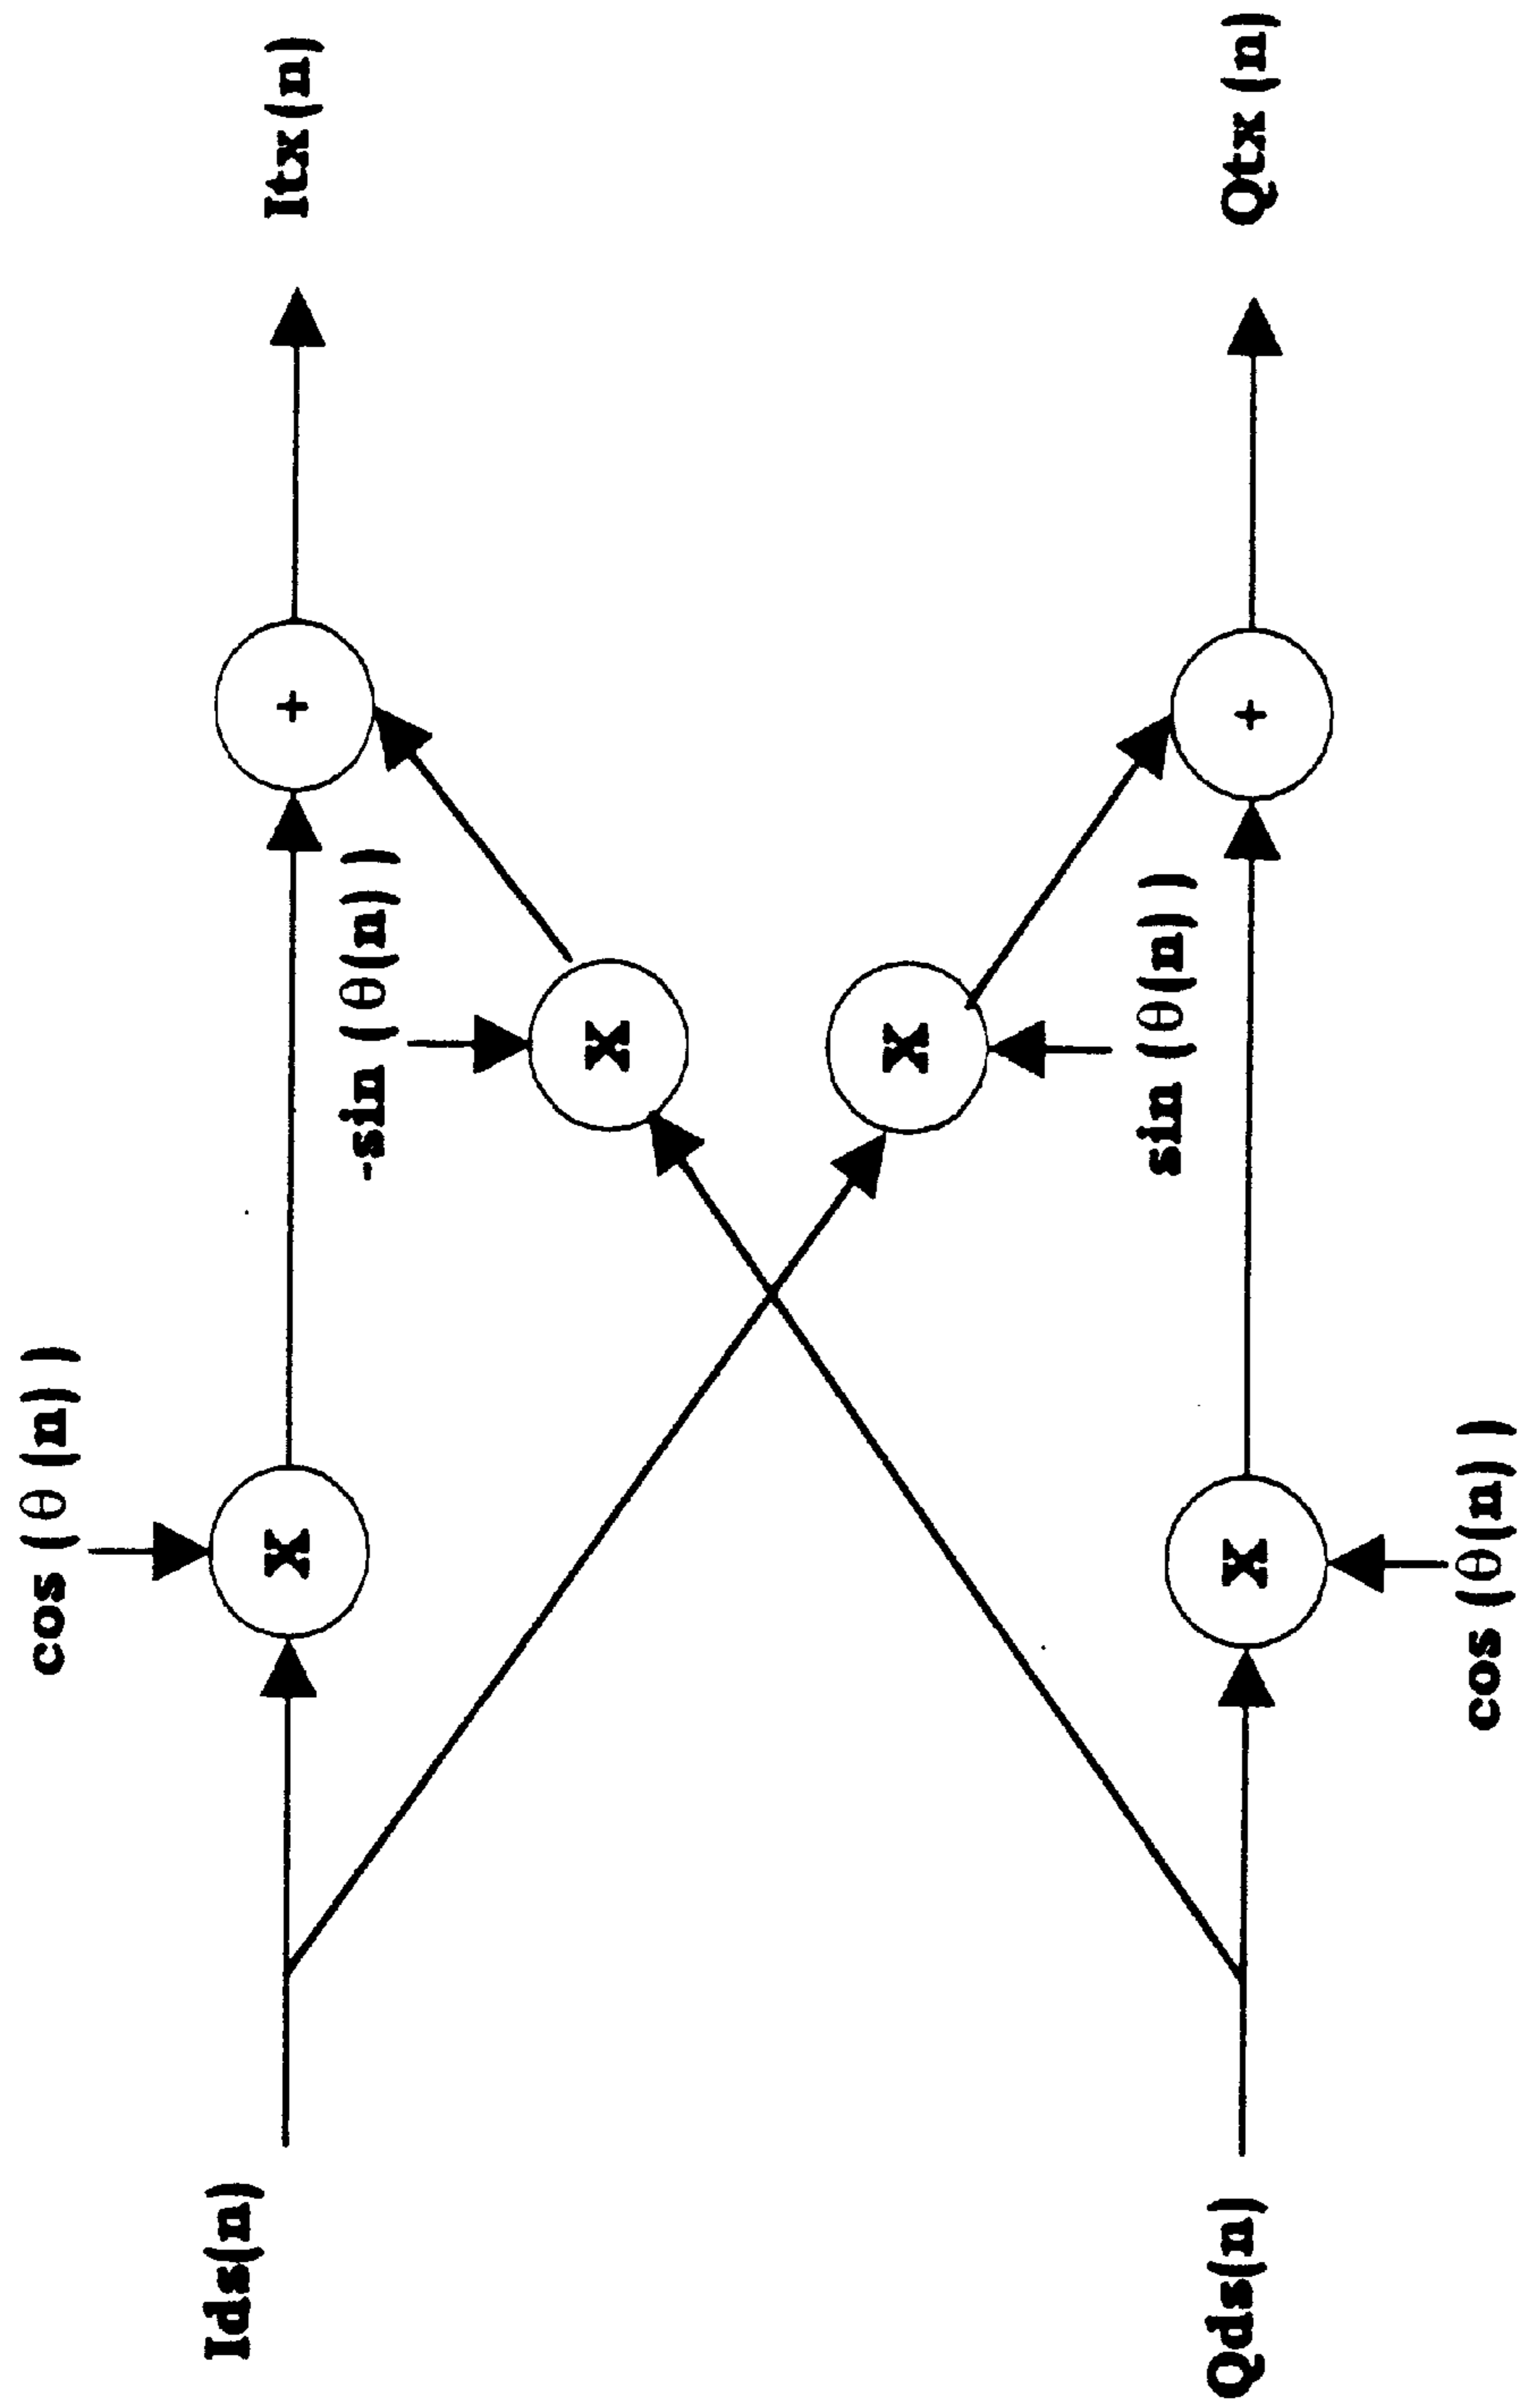 cos (θ (n) )
Ids(n)
Itx(n)
X
+
-sin (θ(n) )
X
X
sin (θ(n) )
Qds(n)
Qtx (n)
X
+
cos (θ(n) )